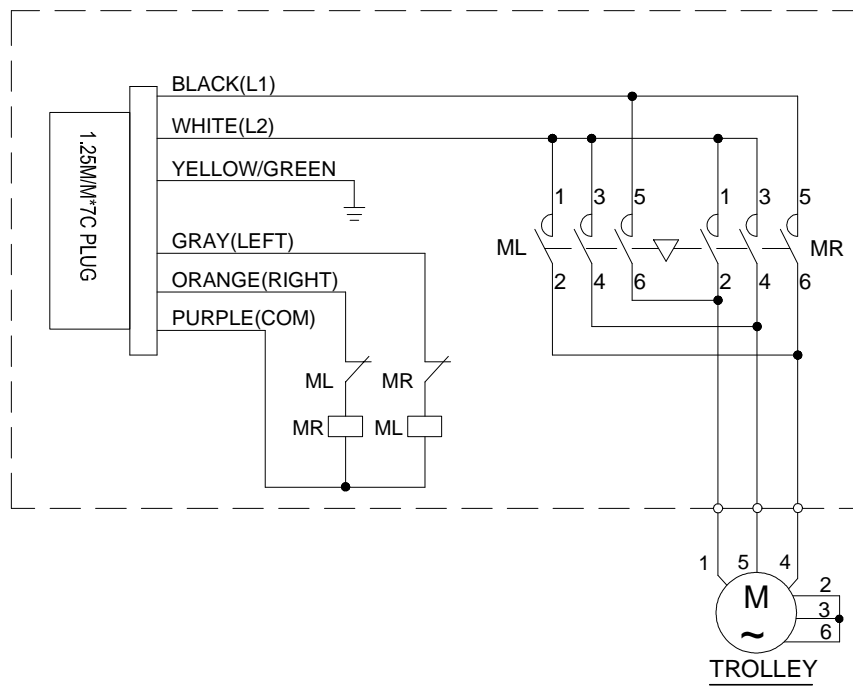 BLACK(L1)
WHITE(L2)
YELLOW/GREEN
GRAY(LEFT)
ORANGE(RIGHT)
PURPLE(COM)
1.25M/M*7C PLUG
1 3 5 1 3 5
ML MR
2 4 6 2 4 6
ML MR
MR ML
1 5 4
M
~
2
3
6
TROLLEY